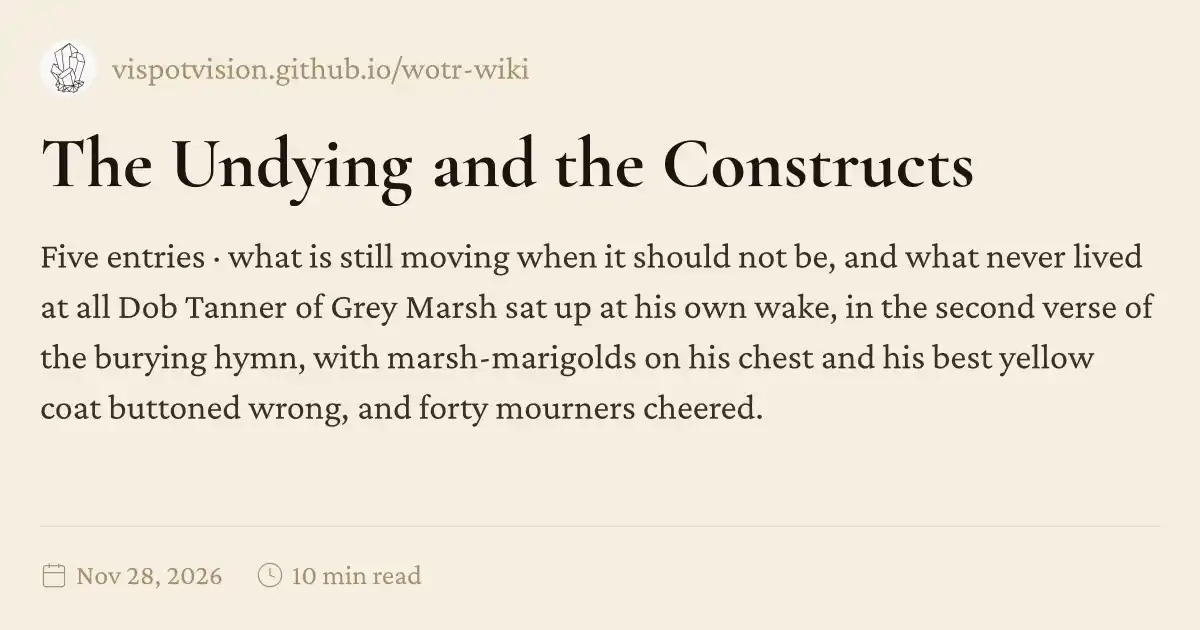 vispotvision.github.io/wotr-wiki
The Undying and the Constructs
Five entries · what is still moving when it should not be, and what never lived
at all Dob Tanner of Grey Marsh sat up at his own wake, in the second verse of
the burying hymn, with marsh-marigolds on his chest and his best yellow
coat buttoned wrong, and forty mourners cheered.
Nov 28, 2026
10 min read